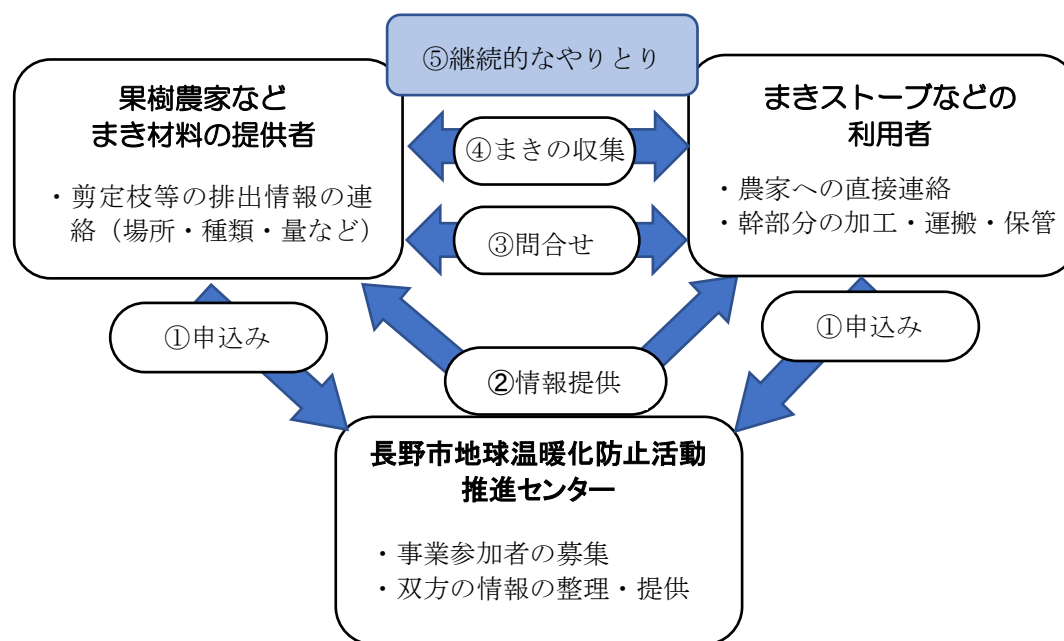 ⑤継続的なやりとり
果樹農家など
まき材料の提供者
・剪定枝等の排出情報の連
絡（場所・種類・量など）
まきストーブなどの
利用者
・農家への直接連絡
・幹部分の加工・運搬・保管
④まきの収集
③問合せ
①申込み
①申込み
②情報提供
長野市地球温暖化防止活動
推進センター
・事業参加者の募集
・双方の情報の整理・提供